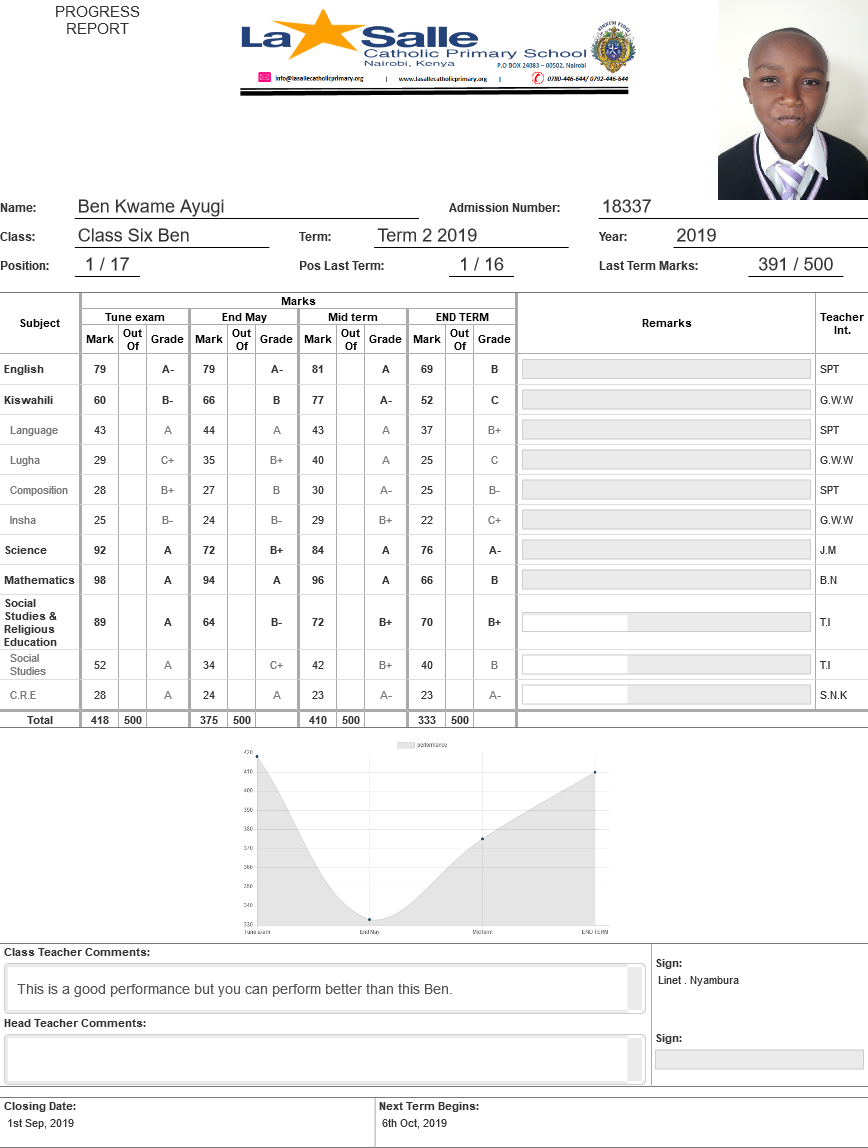 PROGRESS
REPORT
La Salle
Catholic Primary School
Nairobi, Kenya
P.O BOX 24083 – 00502, Nairobi
info@lasallecatholicprimary.org | www.lasallecatholicprimary.org | 0780-446-644/ 0792-446-644
Name: Ben Kwame Ayugi Admission Number: 18337
Class: Class Six Ben Term: Term 2 2019 Year: 2019
Position: 1 / 17 Pos Last Term: 1 / 16 Last Term Marks: 391 / 500
Marks
Subject Tune exam End May Mid term END TERM Remarks Teacher Int.
Mark Out Of Grade Mark Out Of Grade Mark Out Of Grade Mark Out Of Grade
English 79 A- 79 A- 81 A 69 B SPT
Kiswahili 60 B- 66 B 77 A- 52 C G.W.W
Language 43 A 44 A 43 A 37 B+ SPT
Lugha 29 C+ 35 B+ 40 A 25 C G.W.W
Composition 28 B+ 27 B 30 A- 25 B- SPT
Insha 25 B- 24 B- 29 B+ 22 C+ G.W.W
Science 92 A 72 B+ 84 A 76 A- J.M
Mathematics 98 A 94 A 96 A 66 B B.N
Social
Studies &
Religious
Education 89 A 64 B- 72 B+ 70 B+ T.I
Social
Studies 52 A 34 C+ 42 B+ 40 B T.I
C.R.E 28 A 24 A 23 A- 23 A- S.N.K
Total 418 500 375 500 410 500 333 500
performance
420
410
400
390
380
370
360
350
340
330
Tune exam End May Mid term END TERM
Class Teacher Comments:
This is a good performance but you can perform better than this Ben.
Sign:
Linet . Nyambura
Head Teacher Comments:
Sign:
Closing Date: Next Term Begins:
1st Sep, 2019 6th Oct, 2019